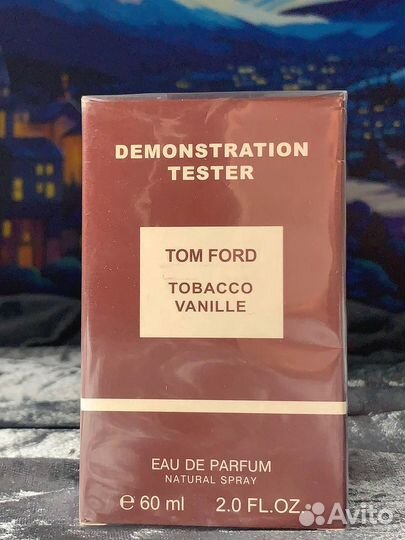 DEMONSTRATION
TESTER
TOM FORD
TOBACCO
VANILLE
EAU DE PARFUM
NATURAL SPRAY
e 60 ml 2.0 FL.OZ
Avito